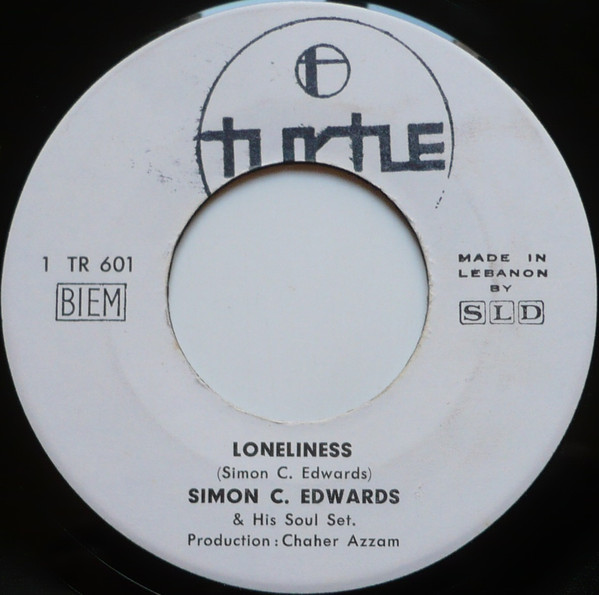 t
turtle
1 TR 601
BIEM
MADE IN
LEBANON
BY
SLD
LONELINESS
(Simon C. Edwards)
SIMON C. EDWARDS
& His Soul Set.
Production : Chaher Azzam